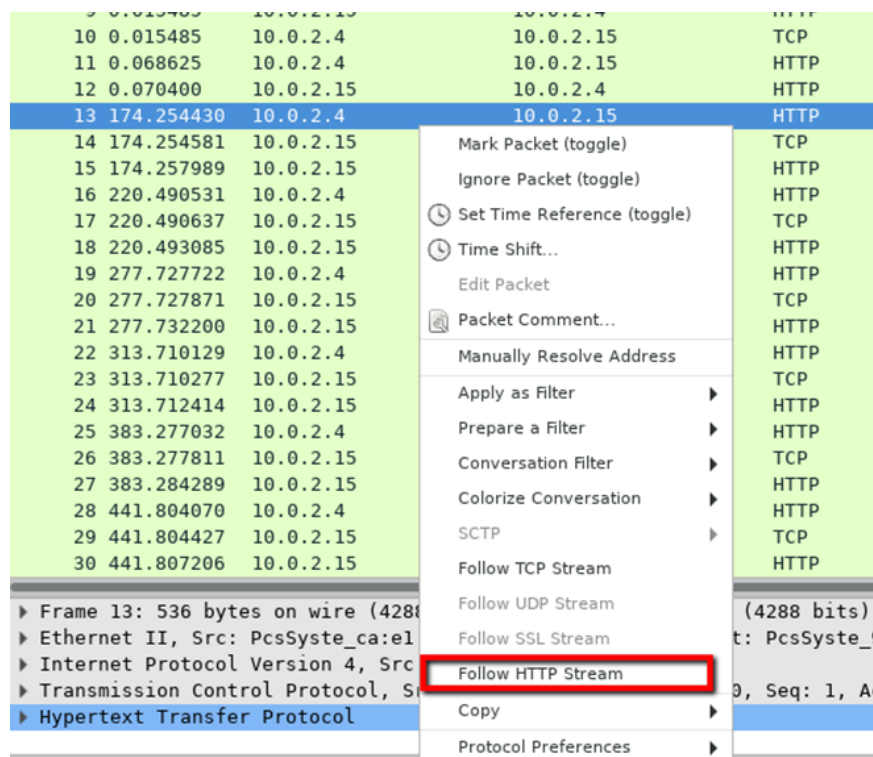 9 0.015485 10.0.2.15 10.0.2.4 HTTP
10 0.015485 10.0.2.4 10.0.2.15 TCP
11 0.068625 10.0.2.4 10.0.2.15 HTTP
12 0.070400 10.0.2.15 10.0.2.4 HTTP
13 174.254430 10.0.2.4 10.0.2.15 HTTP
14 174.254581 10.0.2.15 TCP
Mark Packet (toggle)
15 174.257989 10.0.2.15 HTTP
Ignore Packet (toggle)
16 220.490531 10.0.2.4 HTTP
17 220.490637 10.0.2.15 TCP
Set Time Reference (toggle)
18 220.493085 10.0.2.15 HTTP
Time Shift...
19 277.727722 10.0.2.4 HTTP
Edit Packet
20 277.727871 10.0.2.15 TCP
21 277.732200 10.0.2.15 HTTP
Packet Comment...
22 313.710129 10.0.2.4 HTTP
Manually Resolve Address
23 313.710277 10.0.2.15 TCP
Apply as Filter
24 313.712414 10.0.2.15 HTTP
25 383.277032 10.0.2.4 HTTP
Prepare a Filter
26 383.277811 10.0.2.15 TCP
Conversation Filter
27 383.284289 10.0.2.15 HTTP
28 441.804070 10.0.2.4 HTTP
Colorize Conversation
29 441.804427 10.0.2.15 TCP
SCTP
30 441.807206 10.0.2.15 HTTP
Follow TCP Stream
Frame 13: 536 bytes on wire (4288 (4288 bits)
Follow UDP Stream
Ethernet II, Src: PcsSyste_ca:e1 t: PcsSyste_
Follow SSL Stream
Internet Protocol Version 4, Src
Follow HTTP Stream
Transmission Control Protocol, S 0, Seq: 1, A
Hypertext Transfer Protocol
Copy
Protocol Preferences